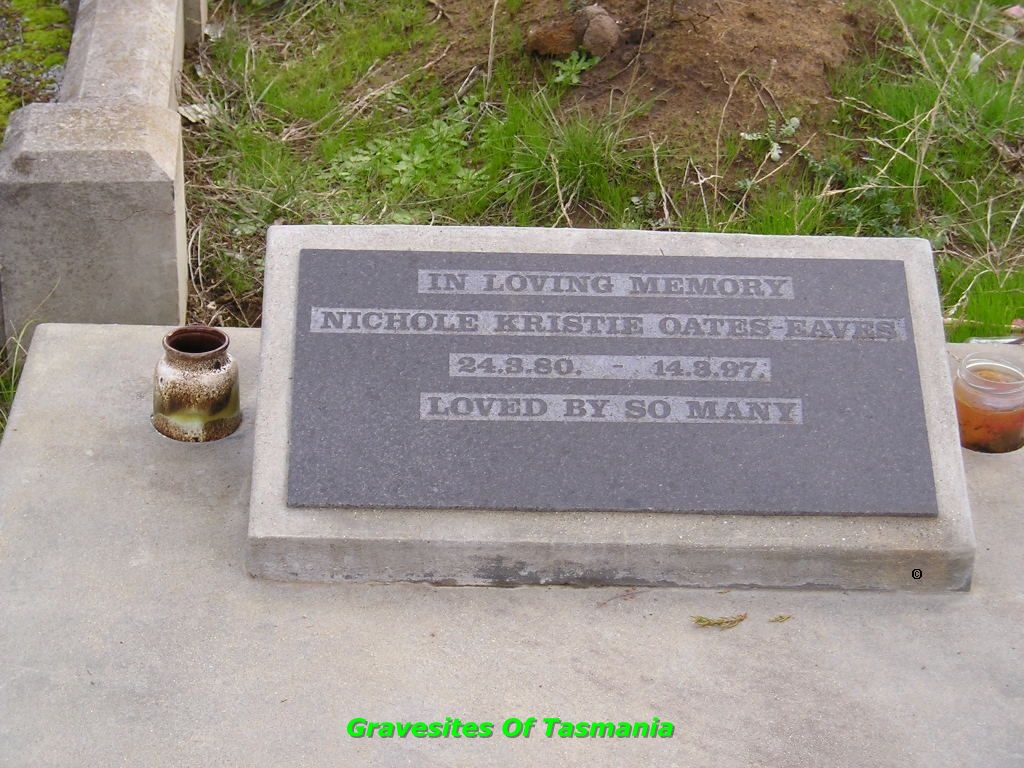 IN LOVING MEMORY
NICHOLE KRISTIE OATES-EAVES
24.3.80. - 14.3.97.
LOVED BY SO MANY
©
Gravesites Of Tasmania